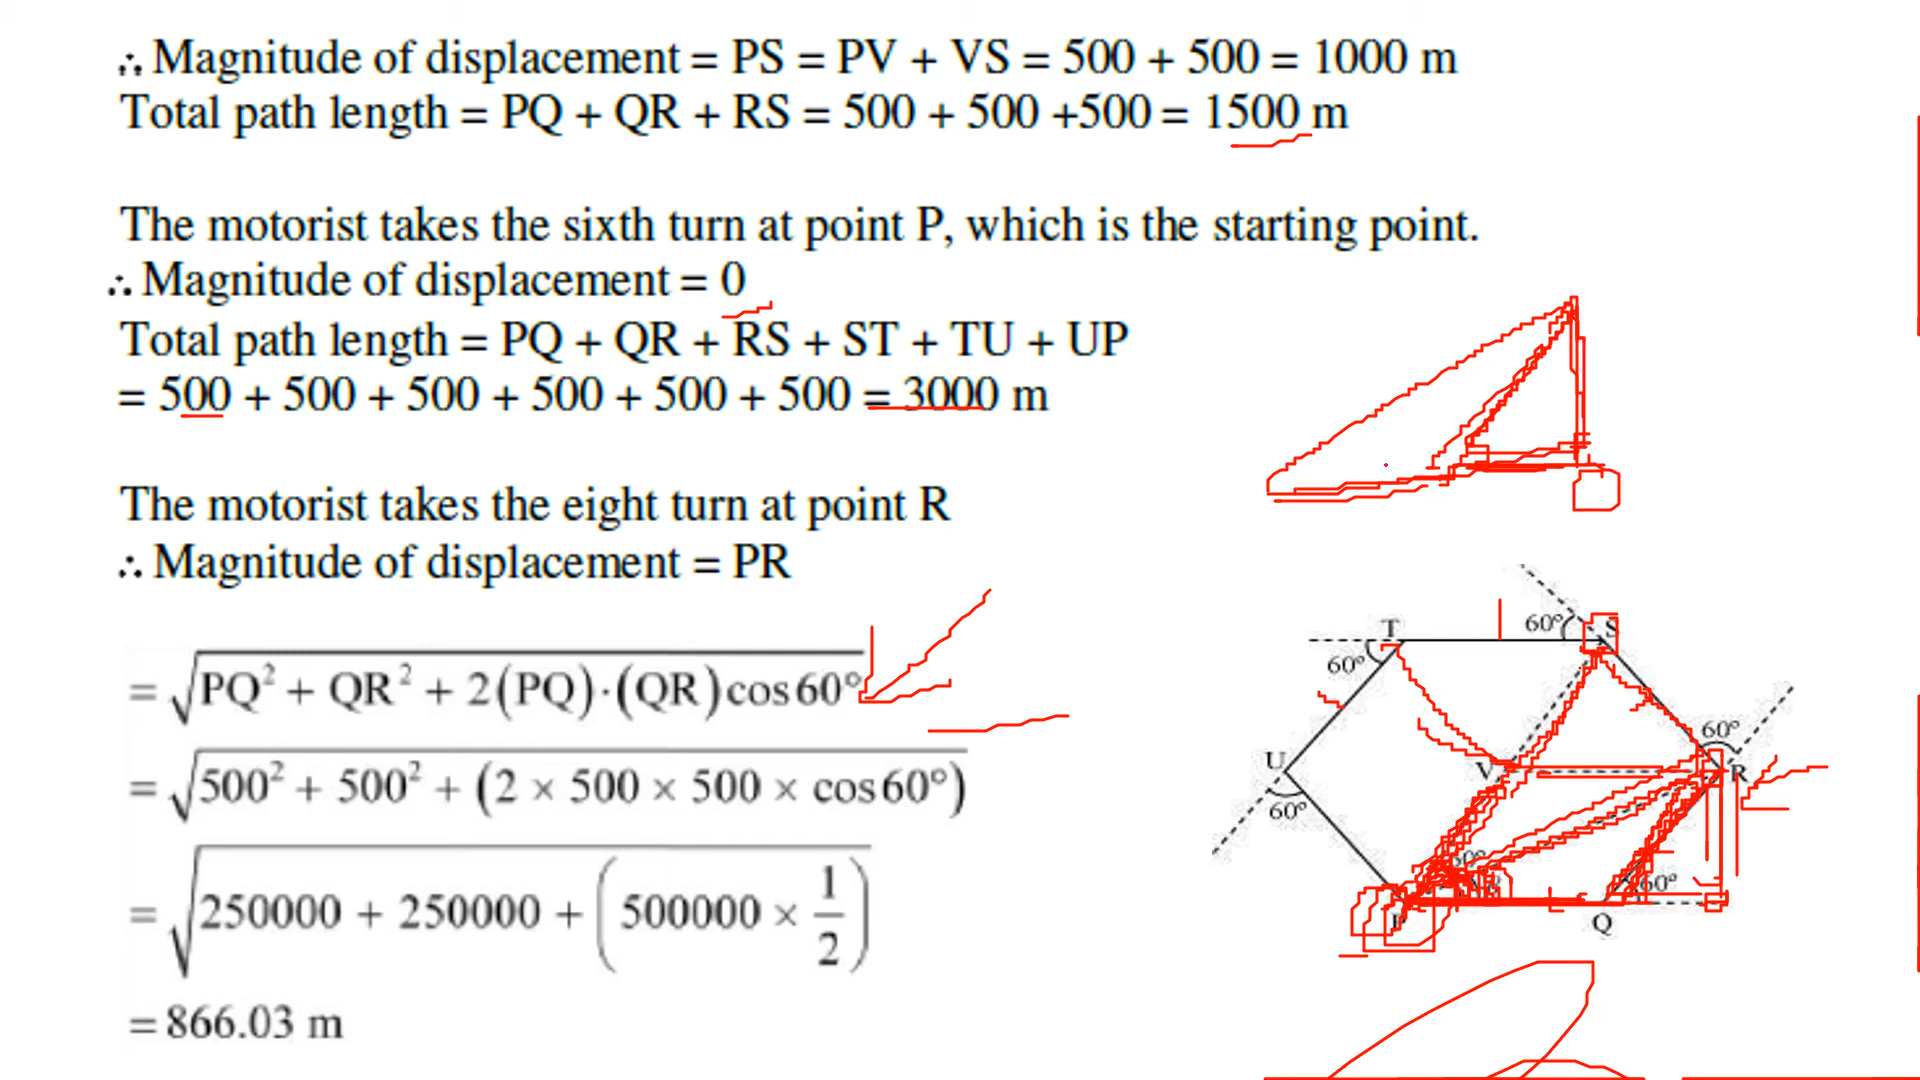 ∴ Magnitude of displacement = PS = PV + VS = 500 + 500 = 1000 m
Total path length = PQ + QR + RS = 500 + 500 +500 = 1500 m
The motorist takes the sixth turn at point P, which is the starting point.
∴ Magnitude of displacement = 0
Total path length = PQ + QR + RS + ST + TU + UP
= 500 + 500 + 500 + 500 + 500 + 500 = 3000 m
The motorist takes the eight turn at point R
∴ Magnitude of displacement = PR
= √PQ² + QR² + 2(PQ)·(QR)cos60°
= √500² + 500² + (2 × 500 × 500 × cos60°)
= √250000 + 250000 + (500000 × 1/2)
= 866.03 m
T 60° S
60°
60°
U V R
60°
60°
60°
P Q